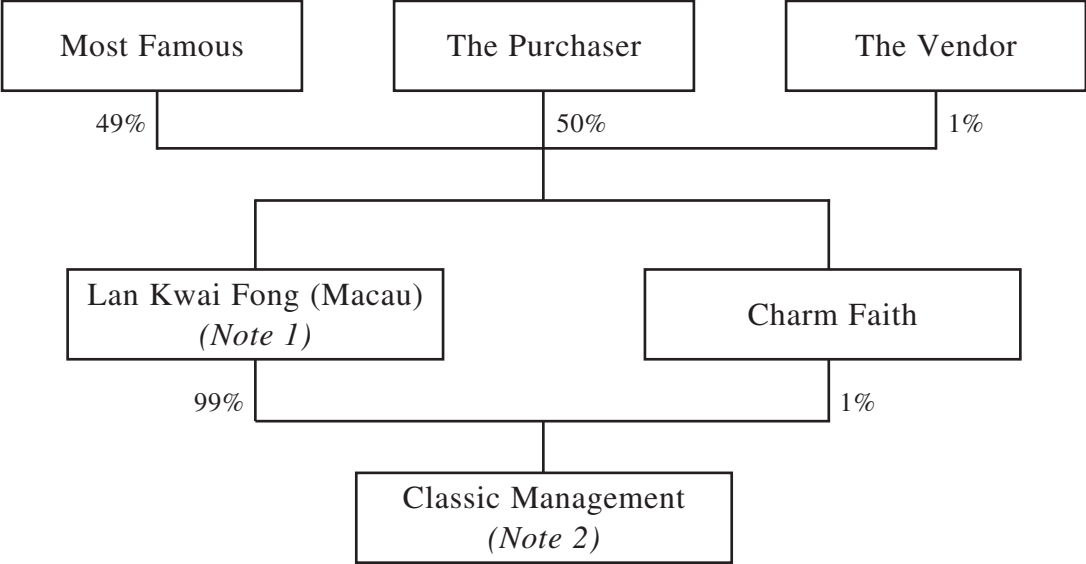 Most Famous
The Purchaser
The Vendor
49%
50%
1%
Lan Kwai Fong (Macau)
(Note 1)
Charm Faith
99%
1%
Classic Management
(Note 2)